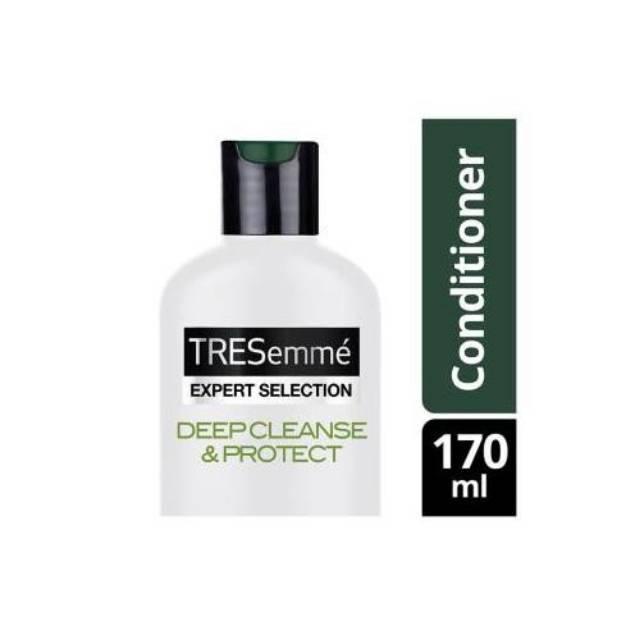 TRESemmé
EXPERT SELECTION
DEEP CLEANSE
& PROTECT
Conditioner
170
ml